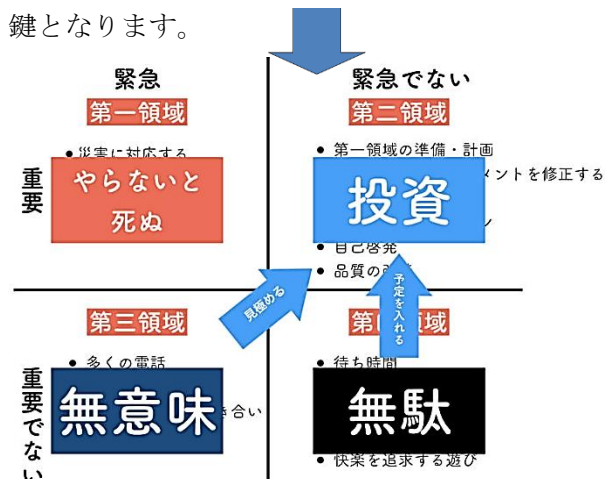 鍵となります。
緊急
緊急でない
第一領域
第二領域
重要
災害に対応する
やらないと
死ぬ
第一領域の準備・計画
メントを修正する
投資
自己啓発
品質の
見極める
予定を入れる
第三領域
第 領域
重要でない
多くの電話
き合い
無意味
待ち時間
無駄
快楽を追求する遊び